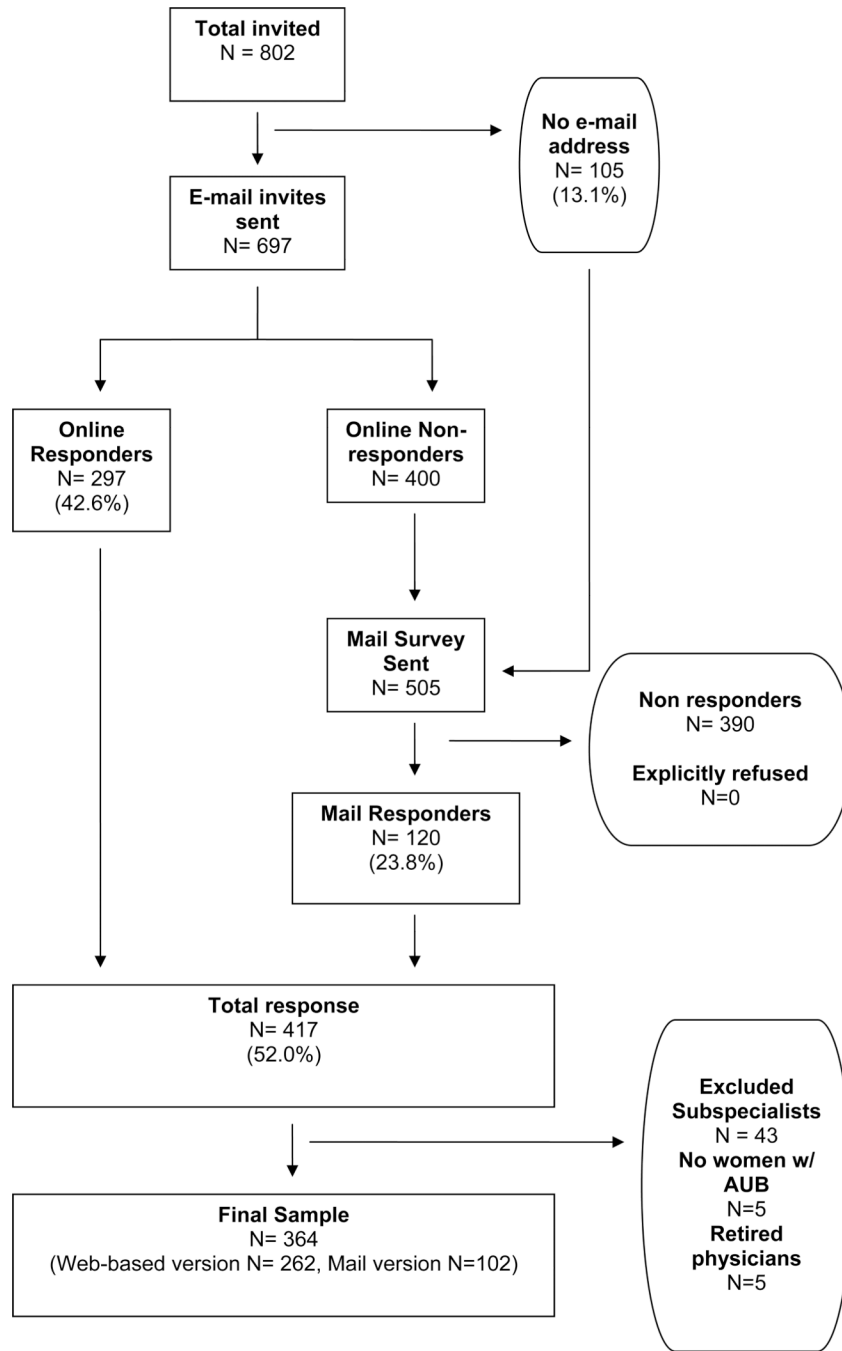 Total invited
N = 802
No e-mail
address
N= 105
(13.1%)
E-mail invites
sent
N= 697
Online
Responders
N= 297
(42.6%)
Online Non-
responders
N= 400
Mail Survey
Sent
N= 505
Non responders
N= 390
Explicitly refused
N=0
Mail Responders
N= 120
(23.8%)
Total response
N= 417
(52.0%)
Excluded
Subspecialists
N = 43
No women w/
AUB
N=5
Retired
physicians
N=5
Final Sample
N= 364
(Web-based version N= 262, Mail version N=102)